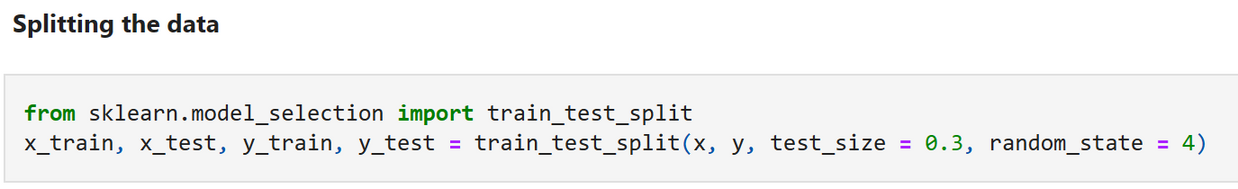 Splitting the data
from sklearn.model_selection import train_test_split
x_train, x_test, y_train, y_test = train_test_split(x, y, test_size = 0.3, random_state = 4)